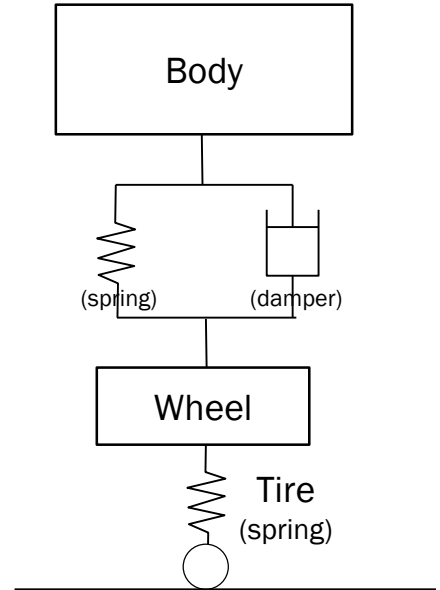 Body
(spring)
(damper)
Wheel
Tire
(spring)